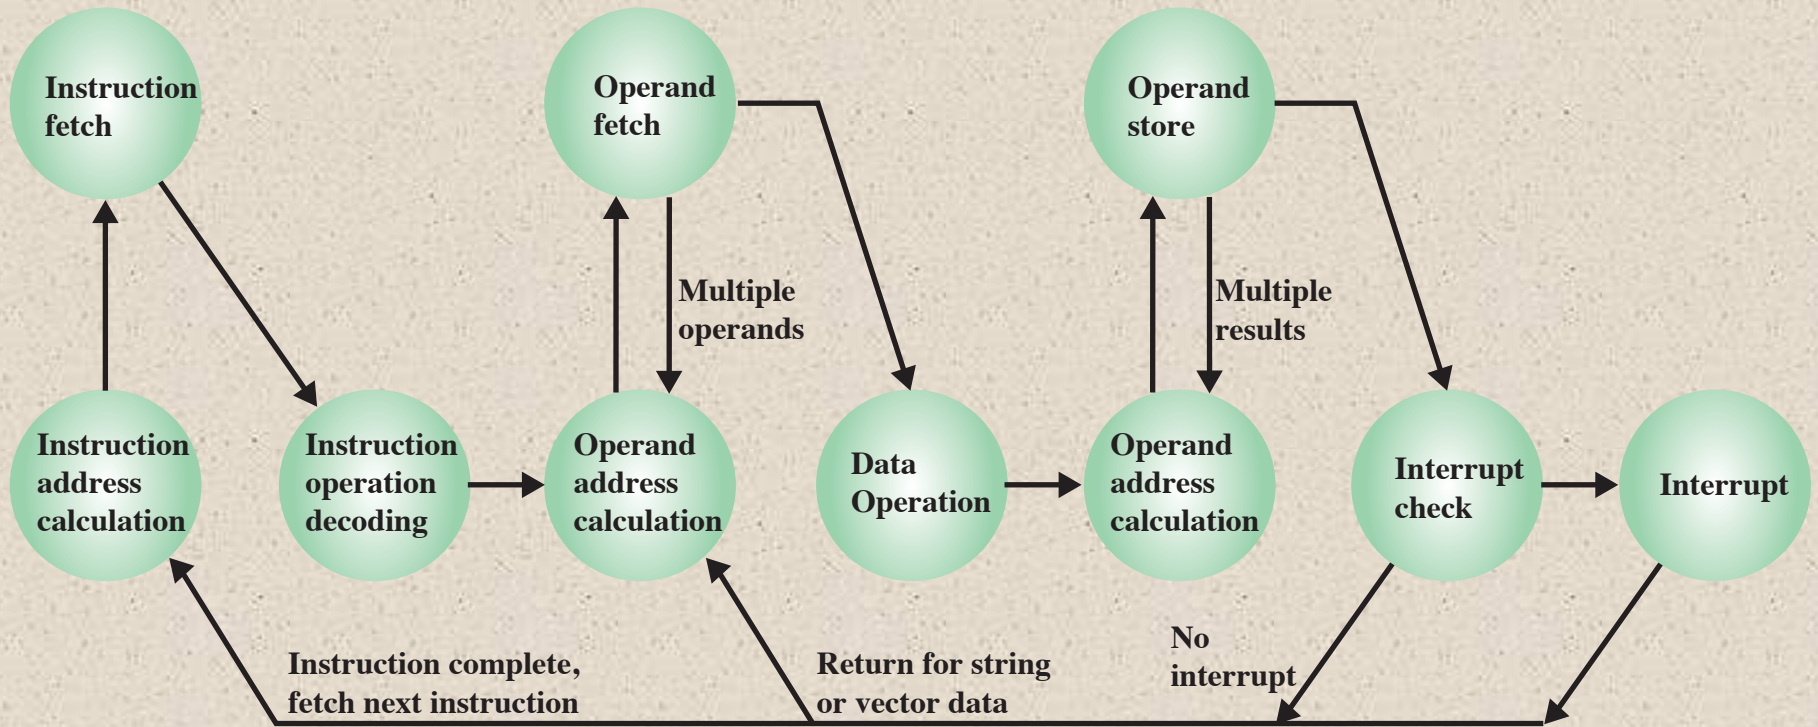 Instruction
fetch
Operand
fetch
Operand
store
Multiple
operands
Multiple
results
Instruction
address
calculation
Instruction
operation
decoding
Operand
address
calculation
Data
Operation
Operand
address
calculation
Interrupt
check
Interrupt
Instruction complete,
fetch next instruction
Return for string
or vector data
No
interrupt